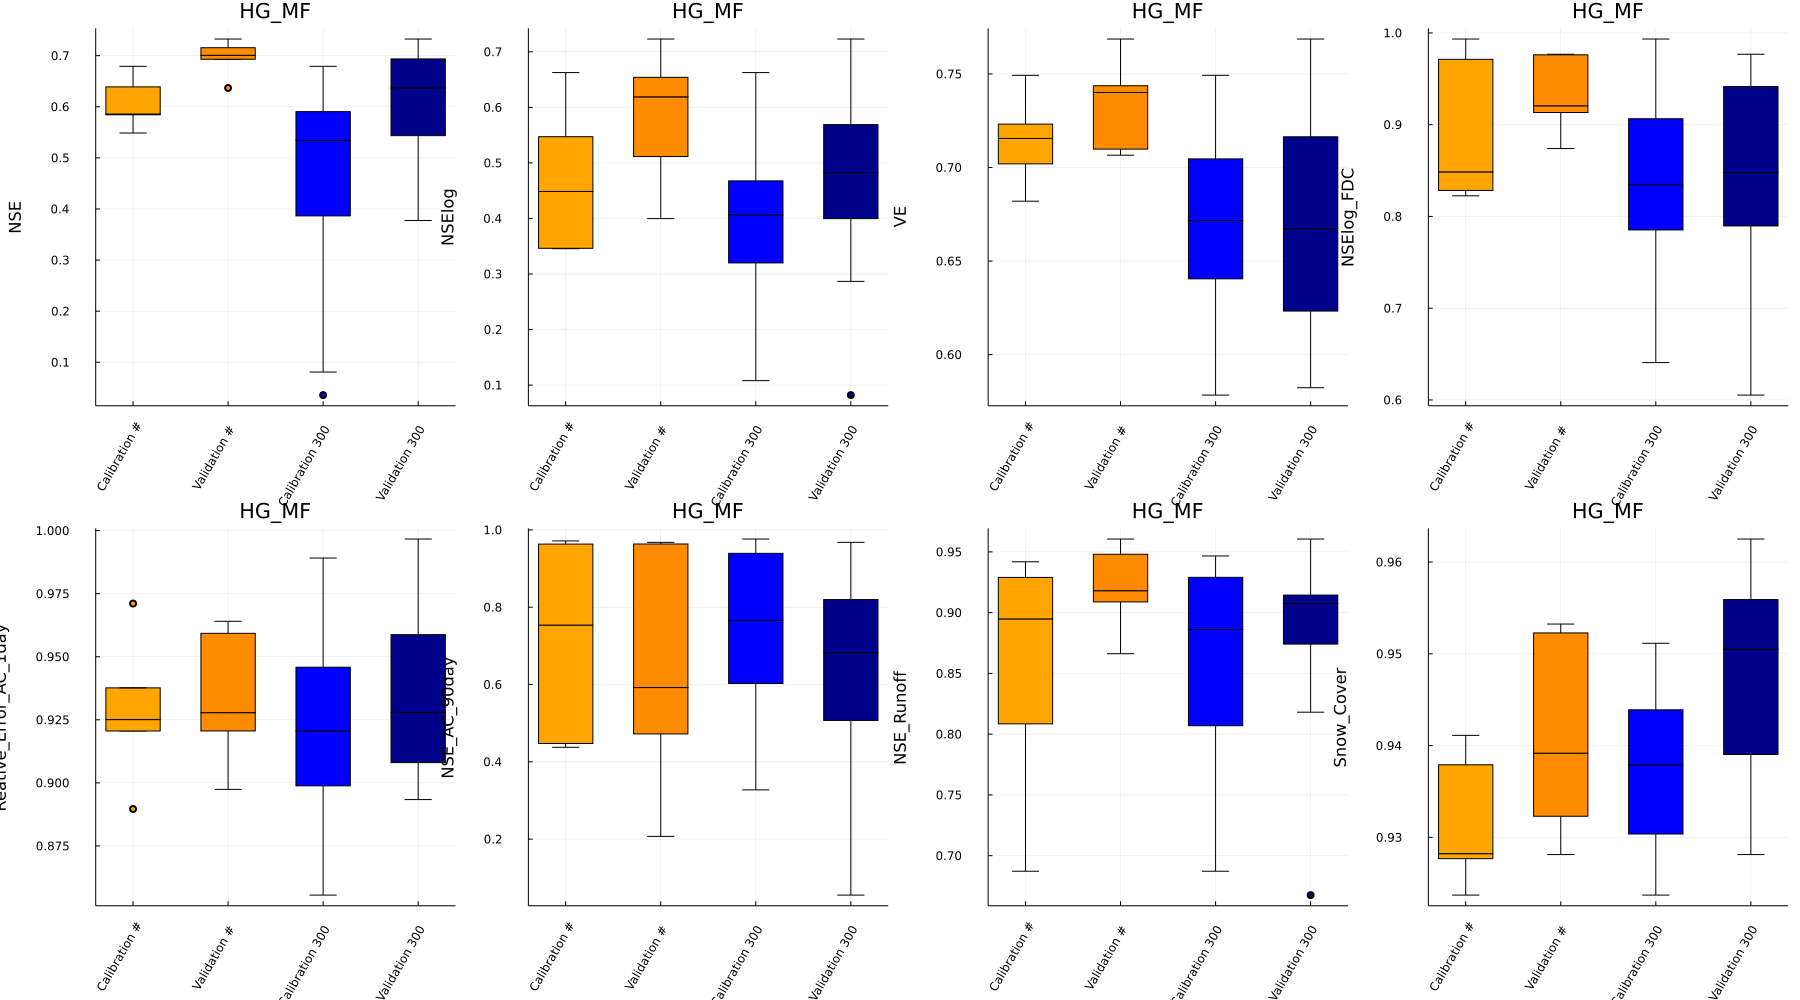 HG_MF HG_MF HG_MF HG_MF
NSE
0.7
0.6
0.5
0.4
0.3
0.2
0.1
Calibration # Validation # Calibration 300 Validation 300
NSElog
0.7
0.6
0.5
0.4
0.3
0.2
0.1
Calibration # Validation # Calibration 300 Validation 300
VE
0.75
0.70
0.65
0.60
Calibration # Validation # Calibration 300 Validation 300
NSElog_FDC
1.0
0.9
0.8
0.7
0.6
Calibration # Validation # Calibration 300 Validation 300
HG_MF HG_MF HG_MF HG_MF
Reative_Error_AC_1day
1.000
0.975
0.950
0.925
0.900
0.875
Calibration # Validation # Calibration 300 Validation 300
NSE_AC_90day
1.0
0.8
0.6
0.4
0.2
Calibration # Validation # Calibration 300 Validation 300
NSE_Runoff
0.95
0.90
0.85
0.80
0.75
0.70
Calibration # Validation # Calibration 300 Validation 300
Snow_Cover
0.96
0.95
0.94
0.93
Calibration # Validation # Calibration 300 Validation 300